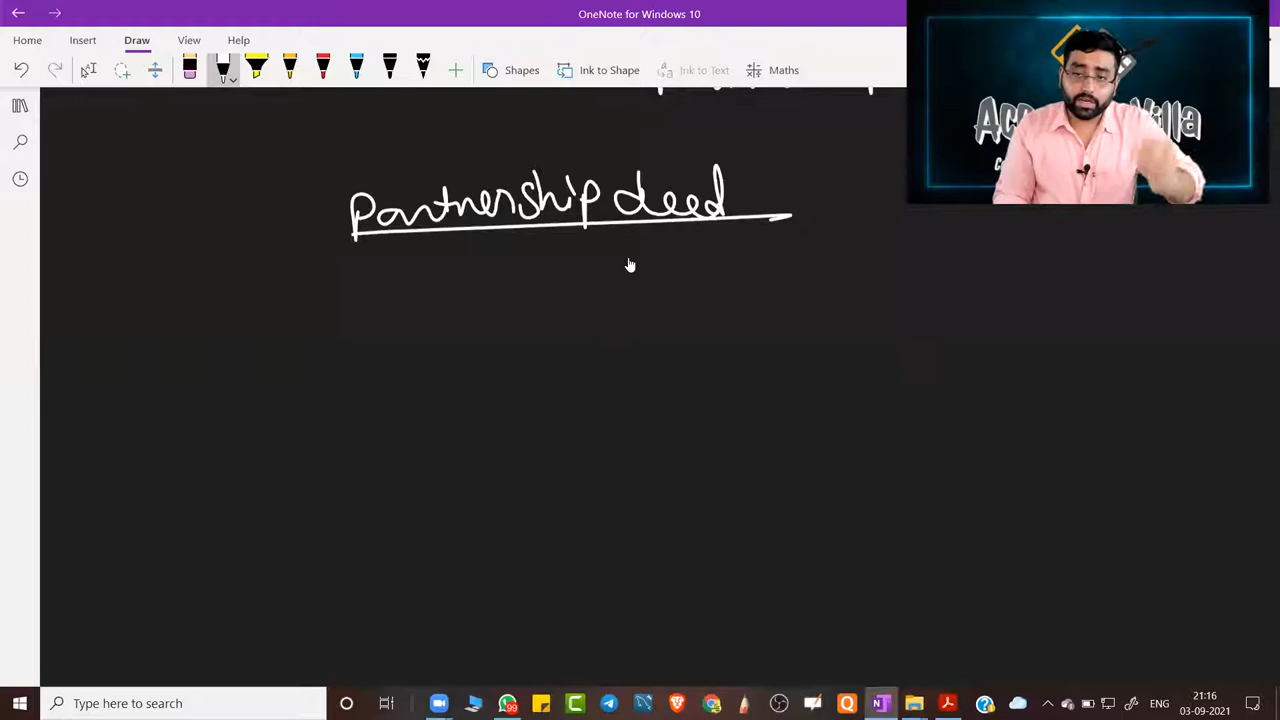 OneNote for Windows 10
Home Insert Draw View Help
Shapes Ink to Shape Ink to Text Maths
Partnership deed
Type here to search
99
ENG
21:16
03-09-2021